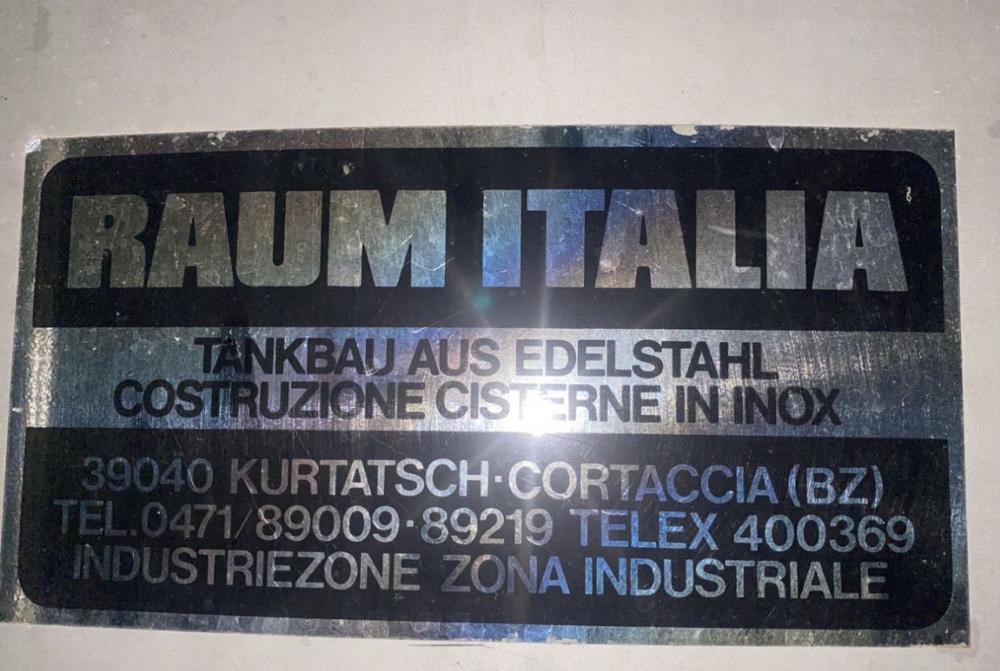 RAUM ITALIA
TANKBAU AUS EDELSTAHL
COSTRUZIONE CISTERNE IN INOX
39040 KURTATSCH·CORTACCIA (BZ)
TEL.0471/89009·89219 TELEX 400369
INDUSTRIEZONE ZONA INDUSTRIALE